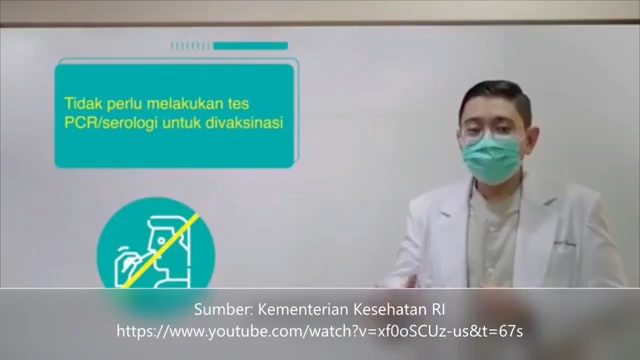 Tidak perlu melakukan tes
PCR/serologi untuk divaksinasi
Sumber: Kementerian Kesehatan RI
https://www.youtube.com/watch?v=xf0oSCUz-us&t=67s